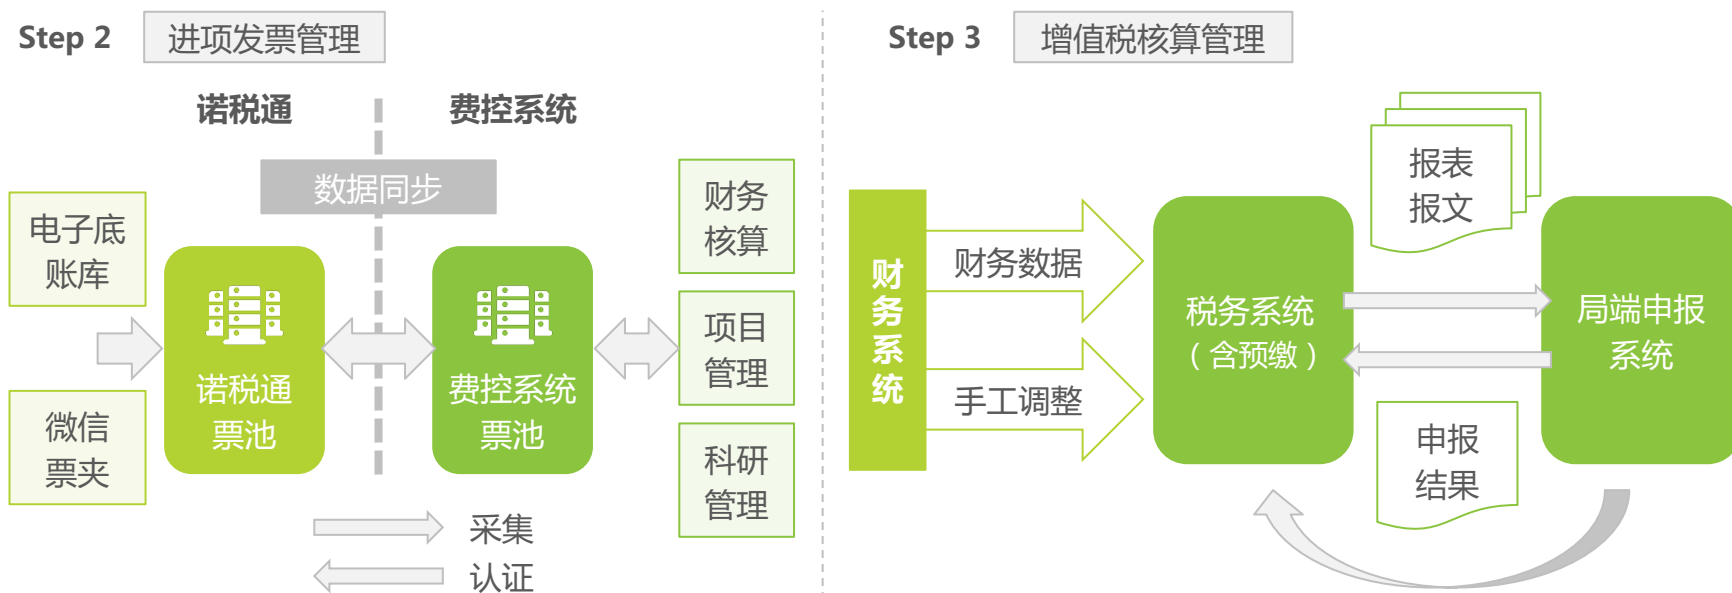 Step 2
进项发票管理
诺税通
费控系统
数据同步
电子底
账库
微信
票夹
诺税通
票池
费控系统
票池
财务
核算
项目
管理
科研
管理
采集
认证
Step 3
增值税核算管理
财
务
系
统
财务数据
手工调整
税务系统
（含预缴）
报表
报文
申报
结果
局端申报
系统